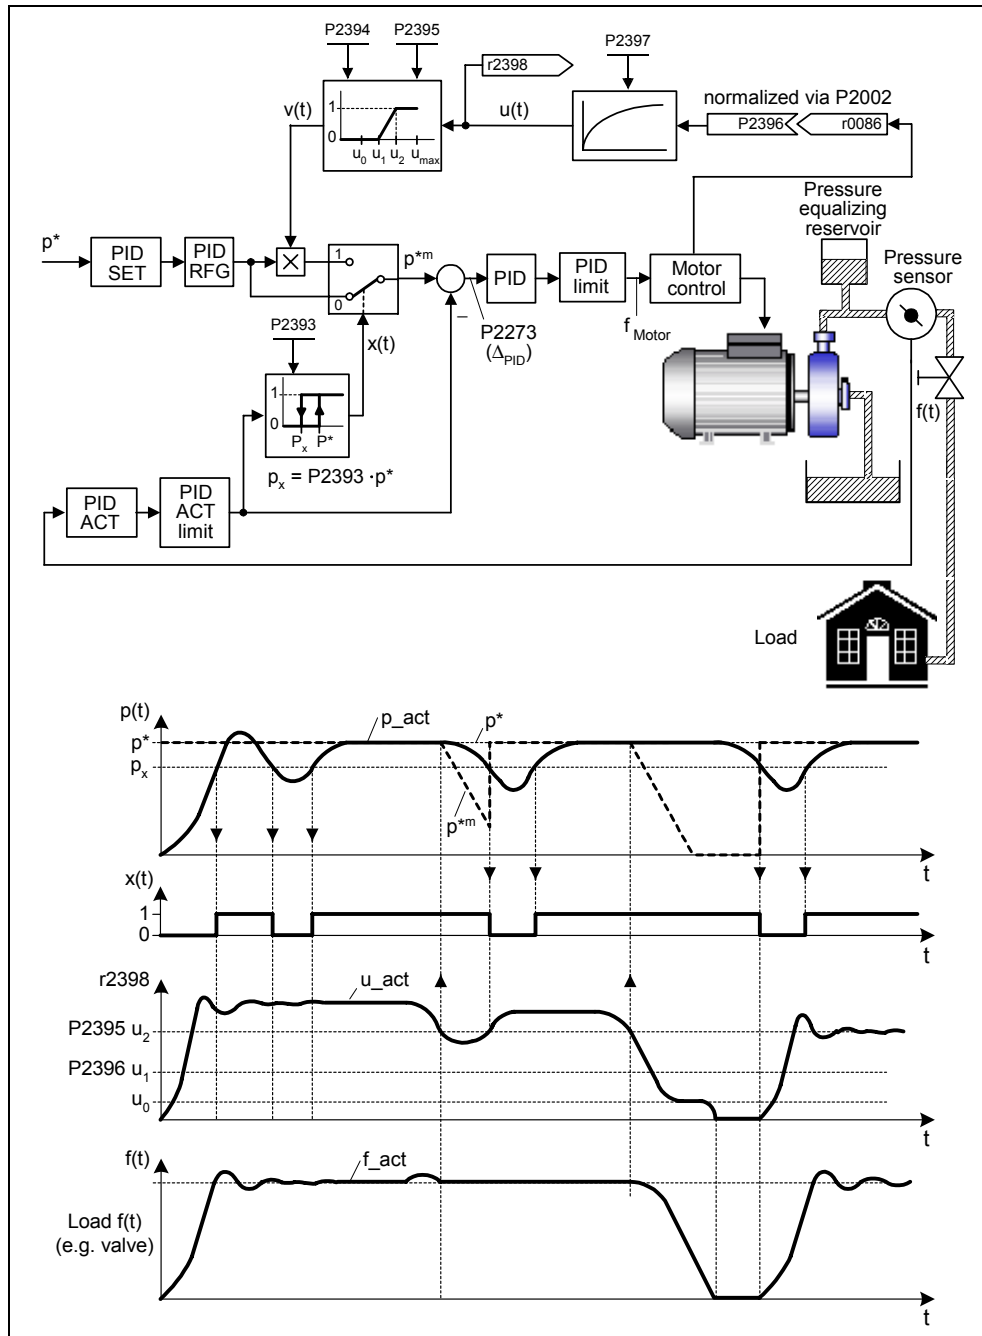 P2394 P2395 P2397
r2398
v(t) u(t) normalized via P2002
1
0
u0 u1 u2 umax
P2396 r0086
Pressure
equalizing
reservoir
Pressure
sensor
p*
PID
SET
PID
RFG
1
0
p*m
PID
PID
limit
Motor
control
–
P2273
(ΔPID)
fMotor
x(t)
P2393
1
0
Px P*
px = P2393 · p*
f(t)
PID
ACT
PID
ACT
limit
Load
p(t)
p_act p*
p*
px
p*m
t
x(t)
1
0
t
r2398
u_act
P2395 u2
P2396 u1
u0
t
f(t)
f_act
Load f(t)
(e.g. valve)
t